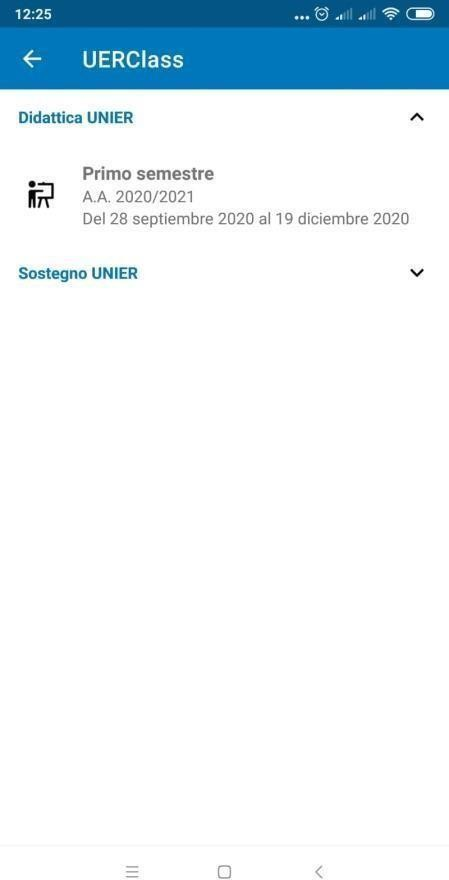 12:25
UERClass
Didattica UNIER
Primo semestre
A.A. 2020/2021
Del 28 septiembre 2020 al 19 diciembre 2020
Sostegno UNIER